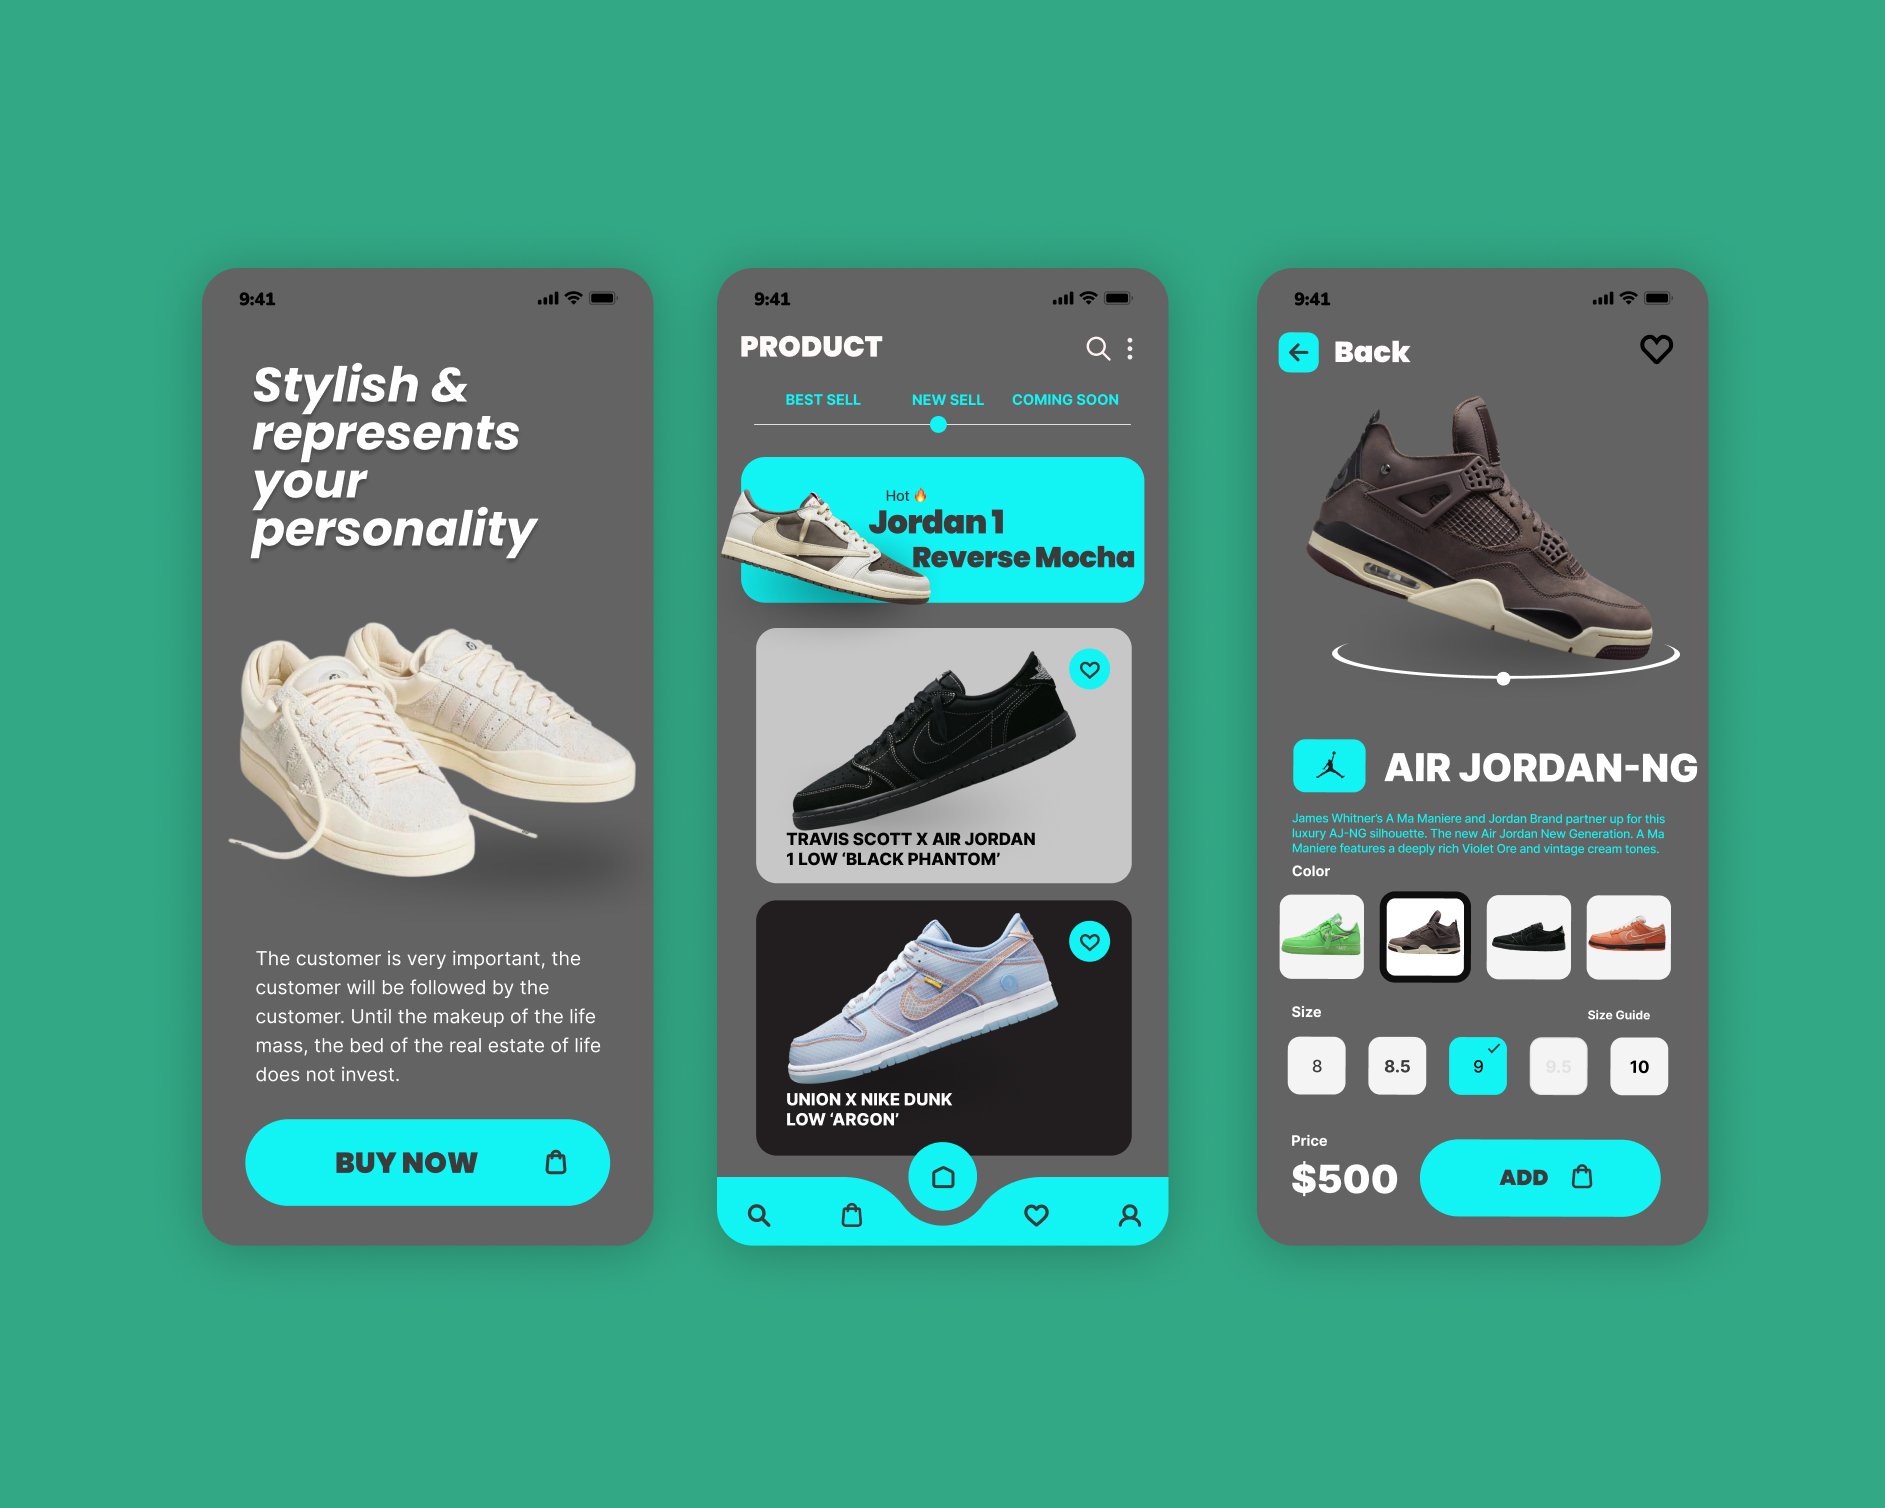 9:41
Stylish &
represents
your
personality
The customer is very important, the
customer will be followed by the
customer. Until the makeup of the life
mass, the bed of the real estate of life
does not invest.
BUY NOW
9:41
PRODUCT
BEST SELL NEW SELL COMING SOON
Hot 🔥
Jordan 1
Reverse Mocha
TRAVIS SCOTT X AIR JORDAN
1 LOW ‘BLACK PHANTOM’
UNION X NIKE DUNK
LOW ‘ARGON’
9:41
Back
AIR JORDAN-NG
James Whitner's A Ma Maniere and Jordan Brand partner up for this
luxury AJ-NG silhouette. The new Air Jordan New Generation. A Ma
Maniere features a deeply rich Violet Ore and vintage cream tones.
Color
Size Size Guide
8 8.5 9 9.5 10
Price
$500
ADD